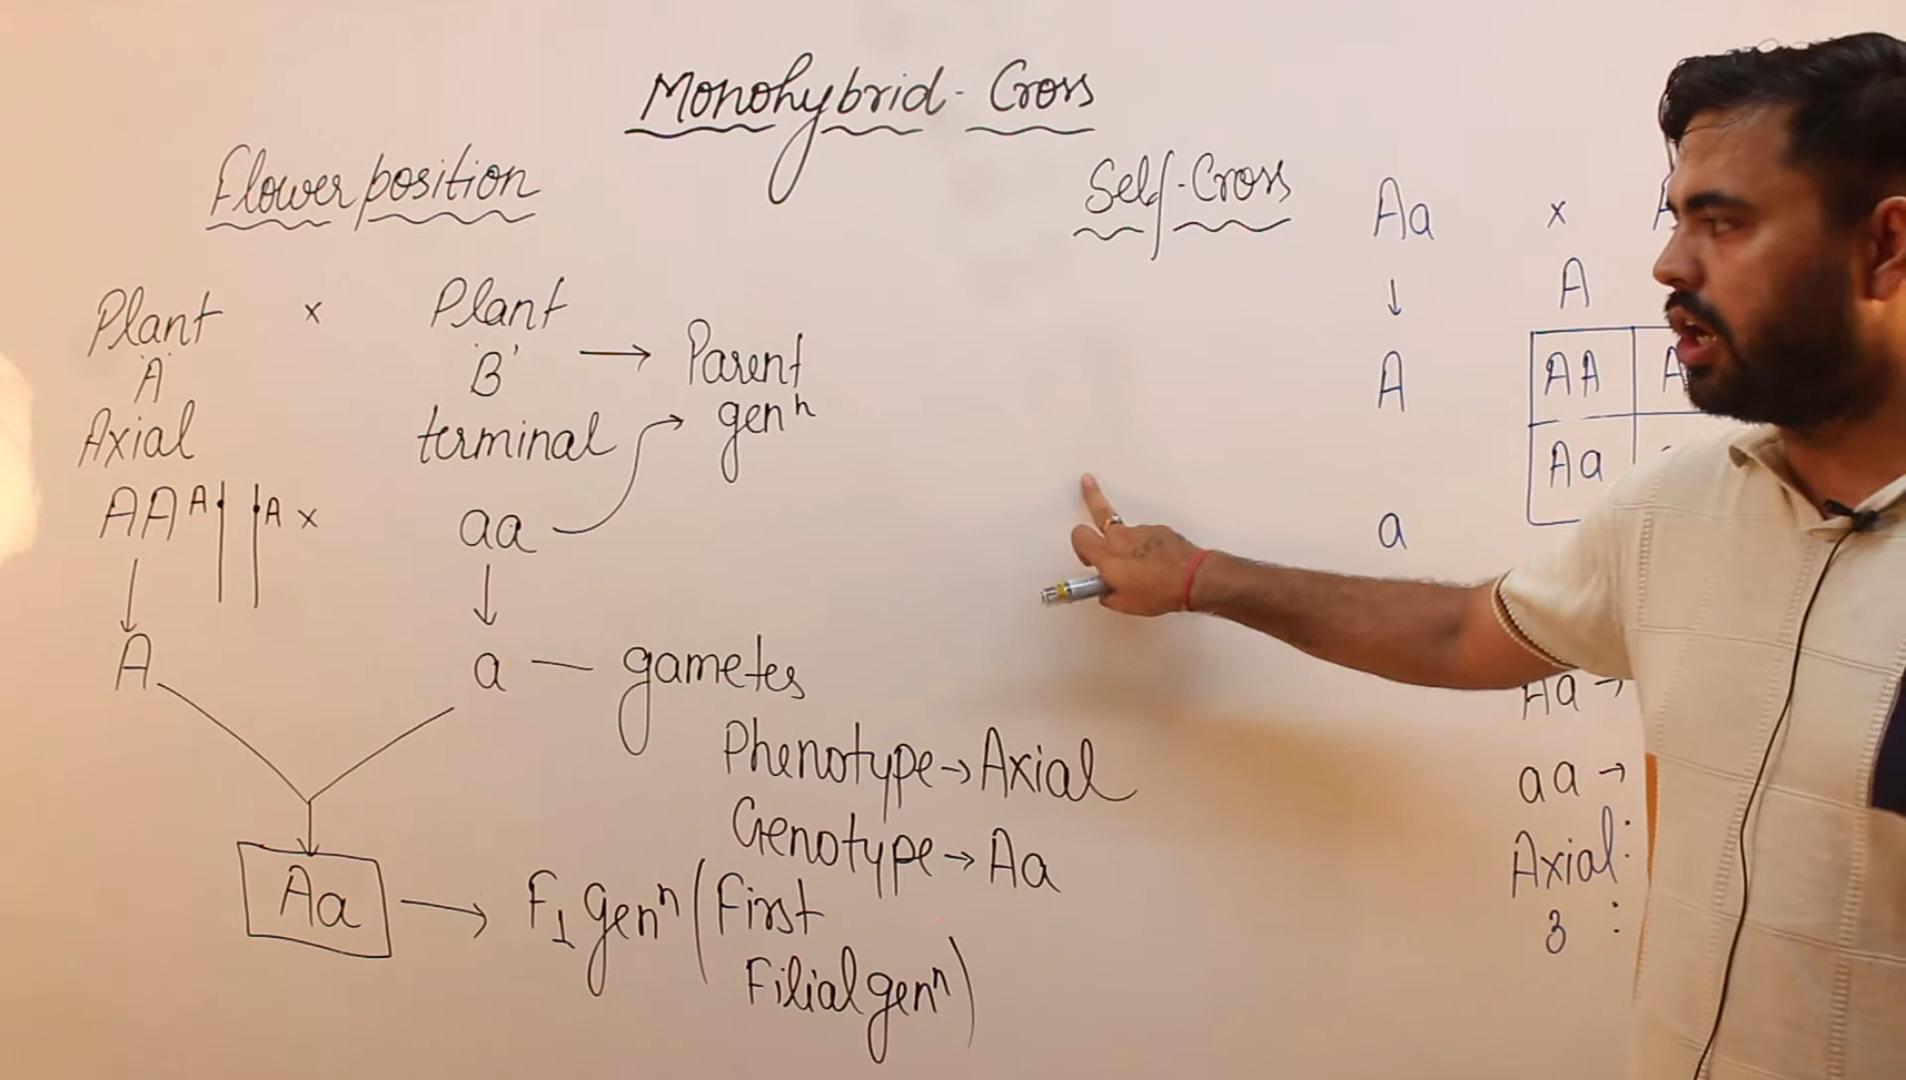 Monohybrid - Cross
Flower position
Plant × Plant
A B'
→ Parent
genⁿ
Axial terminal
AA A A × aa
↓ ↓
A a — gametes
Phenotype → Axial
Genotype → Aa
Aa → F₁ genⁿ (First
Filial genⁿ)
Self-Cross
Aa × A
↓ A
A AA A
a Aa
Aa →
aa →
Axial :
3 :